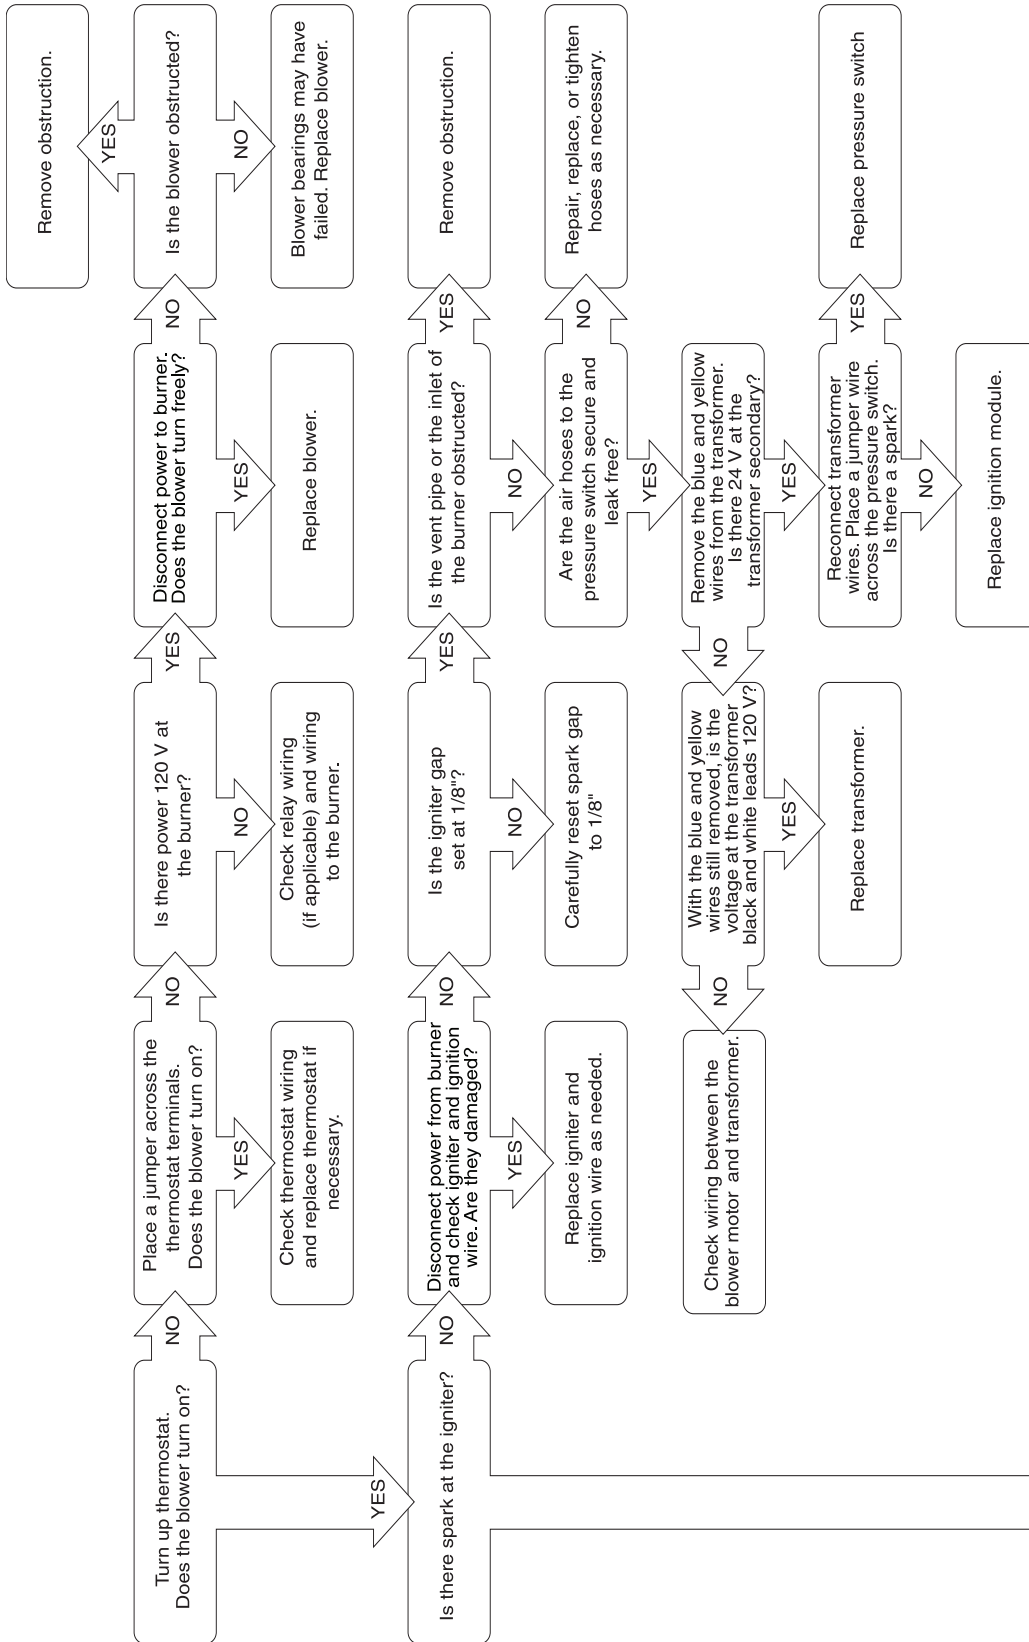 Turn up thermostat.
Does the blower turn on?
NO
Place a jumper across the
thermostat terminals.
Does the blower turn on?
NO
Is there power 120 V at
the burner?
YES
Disconnect power to burner.
Does the blower turn freely?
NO
Is the blower obstructed?
YES
Remove obstruction.
NO
Blower bearings may have
failed. Replace blower.
YES
Check thermostat wiring
and replace thermostat if
necessary.
NO
Check relay wiring
(if applicable) and wiring
to the burner.
YES
Replace blower.
YES
Is there spark at the igniter?
NO
Disconnect power from burner
and check igniter and ignition
wire. Are they damaged?
NO
Is the igniter gap
set at 1/8"?
YES
Is the vent pipe or the inlet of
the burner obstructed?
YES
Remove obstruction.
YES
Replace igniter and
ignition wire as needed.
NO
Carefully reset spark gap
to 1/8"
NO
Are the air hoses to the
pressure switch secure and
leak free?
NO
Repair, replace, or tighten
hoses as necessary.
YES
Remove the blue and yellow
wires from the transformer.
Is there 24 V at the
transformer secondary?
NO
With the blue and yellow
wires still removed, is the
voltage at the transformer
black and white leads 120 V?
NO
Check wiring between the
blower motor and transformer.
YES
Replace transformer.
YES
Reconnect transformer
wires. Place a jumper wire
across the pressure switch.
Is there a spark?
YES
Replace pressure switch
NO
Replace ignition module.